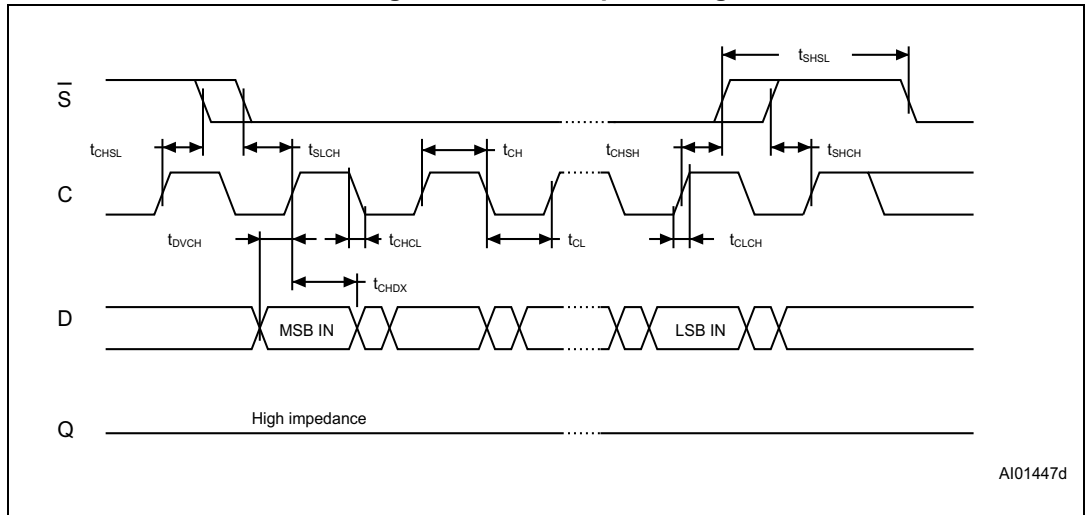 tSHSL
S
tCHSL
tSLCH
tCH
tCHSH
tSHCH
C
tDVCH
tCHCL
tCL
tCLCH
tCHDX
D
MSB IN
LSB IN
High impedance
Q
AI01447d